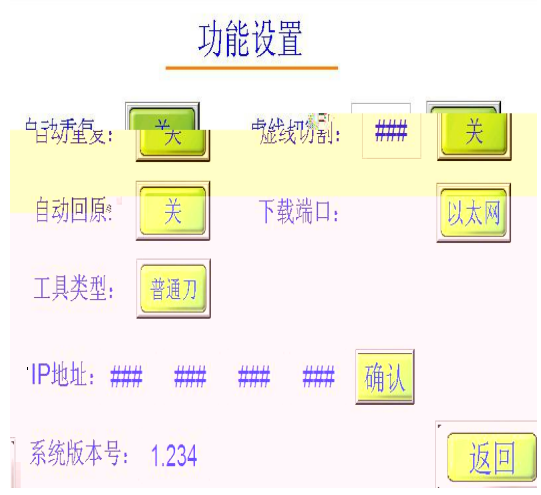 功能设置
自动重复: 关 虚线切割: ### 关
自动回原: 关 下载端口: 以太网
工具类型: 普通刀
IP地址: ### ### ### ### 确认
系统版本号: 1.234 返回